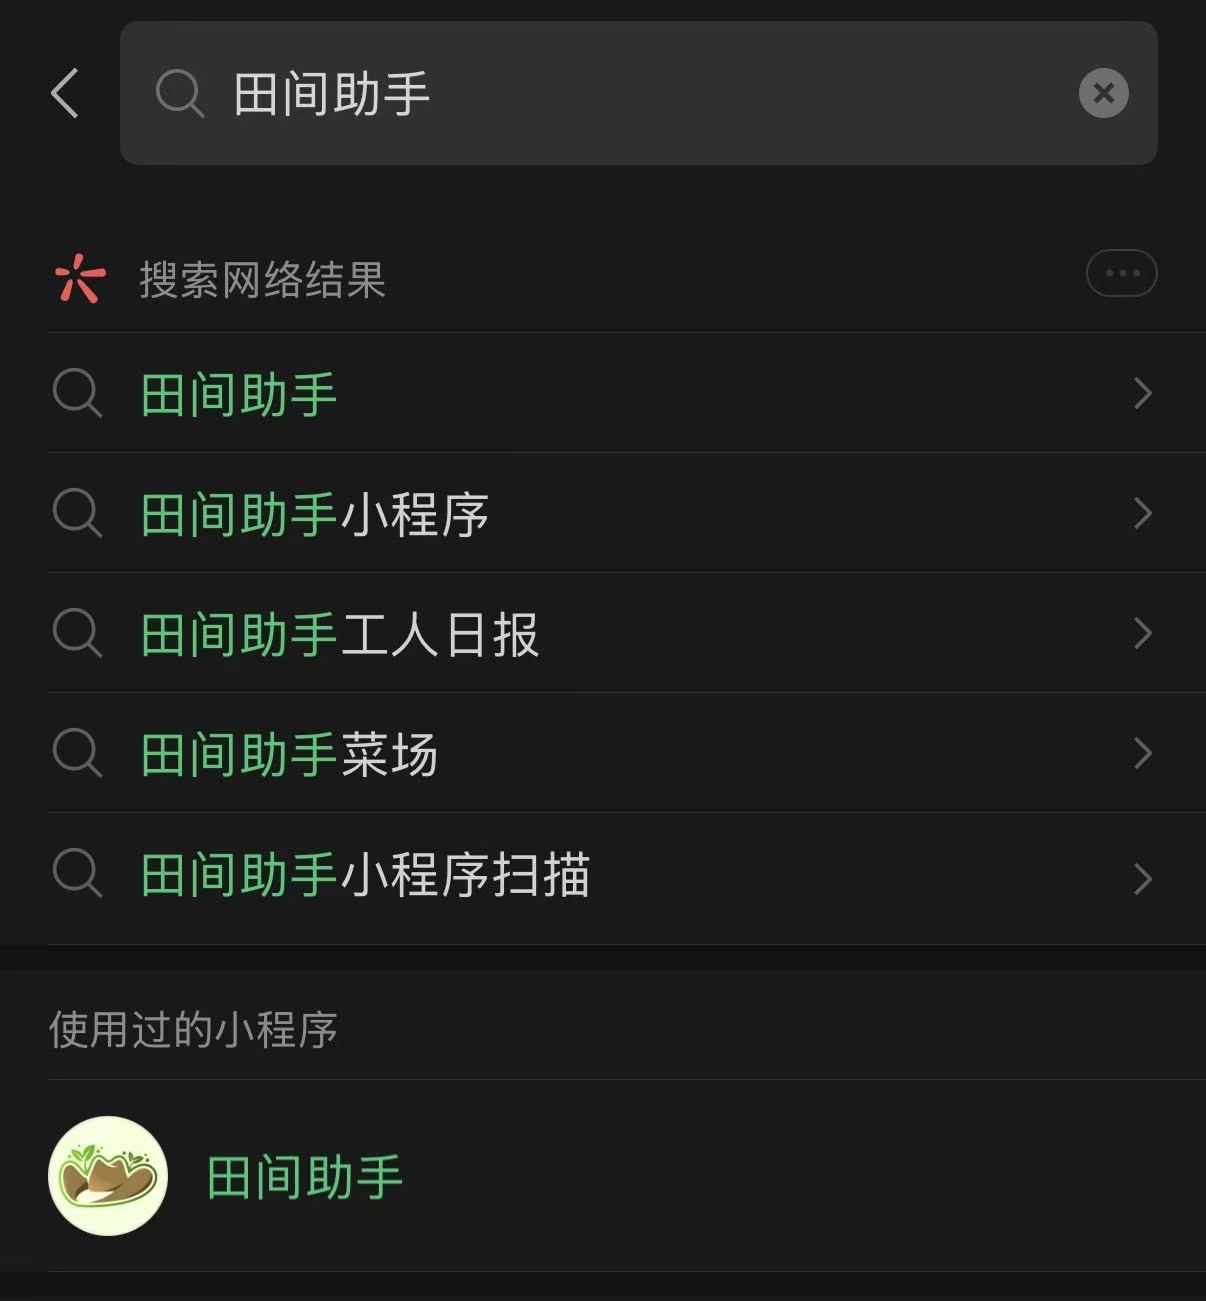 田间助手
搜索网络结果
田间助手
田间助手小程序
田间助手工人日报
田间助手菜场
田间助手小程序扫描
使用过的小程序
田间助手